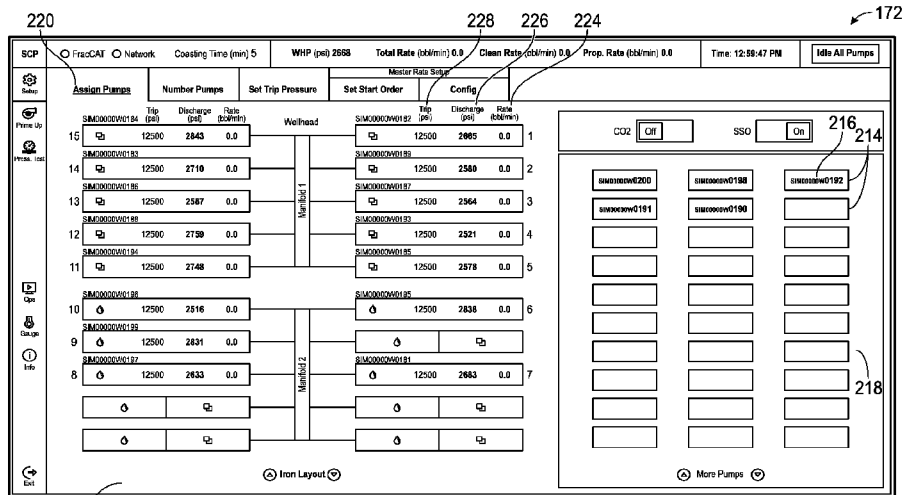 220
228
226
224
172
SCP
FracCAT
Network
Coasting Time (min) 5
WHP (psi) 2668
Total Rate (bbl/min) 0.0
Clean Rate (bbl/min) 0.0
Prop. Rate (bbl/min) 0.0
Time: 12:59:47 PM
Idle All Pumps
Setup
Assign Pumps
Number Pumps
Set Trip Pressure
Master Rate Setup
Set Start Order
Config
Prime Up
Press. Test
Ops
Gauge
Info
Exit
Trip (psi) Discharge (psi) Rate (bbl/min)
Wellhead
Trip (psi) Discharge (psi) Rate (bbl/min)
SIM00000W0184
15 12500 2843 0.0
SIM00000W0182
12500 2665 0.0 1
SIM00000W0183
14 12500 2710 0.0
SIM00000W0189
12500 2580 0.0 2
SIM00000W0186
13 12500 2587 0.0
SIM00000W0187
12500 2564 0.0 3
SIM00000W0188
12 12500 2759 0.0
SIM00000W0193
12500 2521 0.0 4
SIM00000W0194
11 12500 2748 0.0
SIM00000W0185
12500 2578 0.0 5
Manifold 1
SIM00000W0196
10 12500 2516 0.0
SIM00000W0195
12500 2838 0.0 6
SIM00000W0199
9 12500 2831 0.0
SIM00000W0197
8 12500 2633 0.0
SIM00000W0181
12500 2683 0.0 7
Manifold 2
Iron Layout
CO2 Off
SSO On
216
214
SIM00000W0200
SIM00000W0198
SIM00000W0192
SIM00000W0191
SIM00000W0190
218
More Pumps